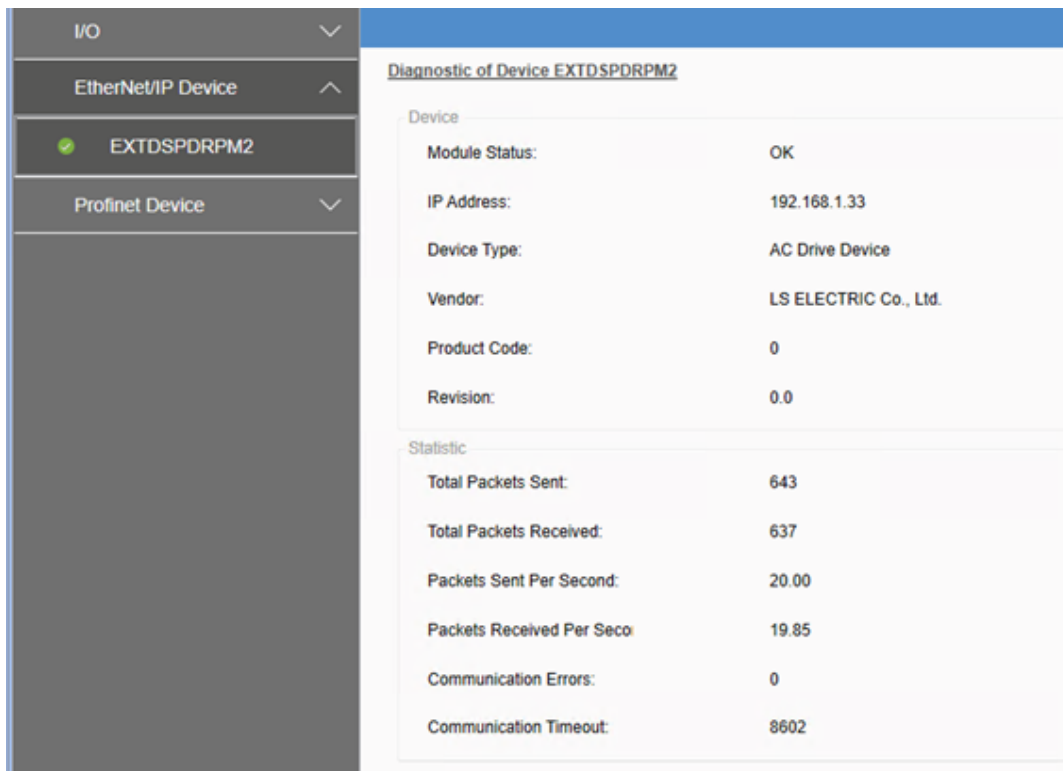 I/O
EtherNet/IP Device
EXTDSPDRPM2
Profinet Device
Diagnostic of Device EXTDSPDRPM2
Device
Module Status: OK
IP Address: 192.168.1.33
Device Type: AC Drive Device
Vendor: LS ELECTRIC Co., Ltd.
Product Code: 0
Revision: 0.0
Statistic
Total Packets Sent: 643
Total Packets Received: 637
Packets Sent Per Second: 20.00
Packets Received Per Seco 19.85
Communication Errors: 0
Communication Timeout: 8602